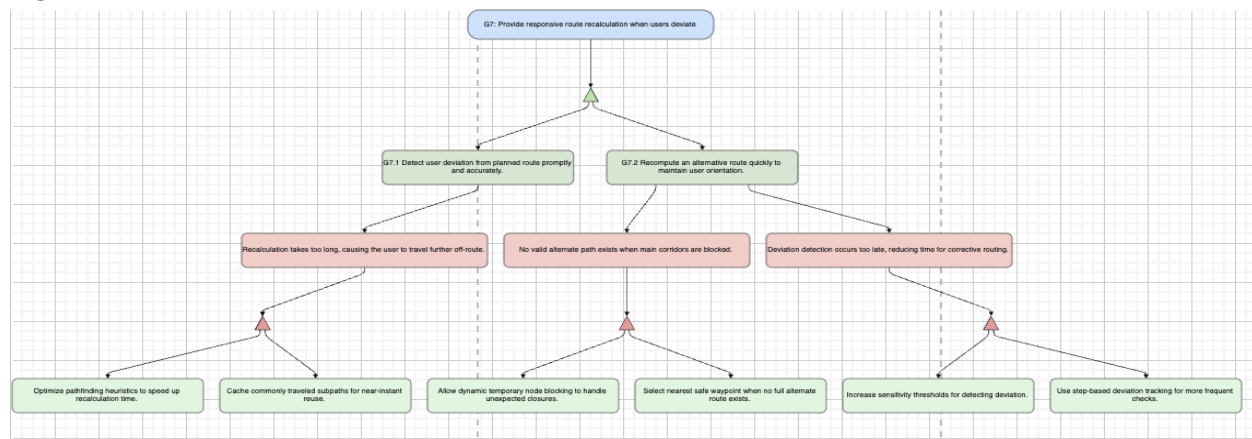 G7: Provide responsive route recalculation when users deviate
G7.1 Detect user deviation from planned route promptly
and accurately.
G7.2 Recompute an alternative route quickly to
maintain user orientation.
Recalculation takes too long, causing the user to travel further off-route.
No valid alternate path exists when main corridors are blocked.
Deviation detection occurs too late, reducing time for corrective routing.
Optimize pathfinding heuristics to speed up
recalculation time.
Cache commonly traveled subpaths for near-instant
reuse.
Allow dynamic temporary node blocking to handle
unexpected closures.
Select nearest safe waypoint when no full alternate
route exists.
Increase sensitivity thresholds for detecting deviation.
Use step-based deviation tracking for more frequent
checks.